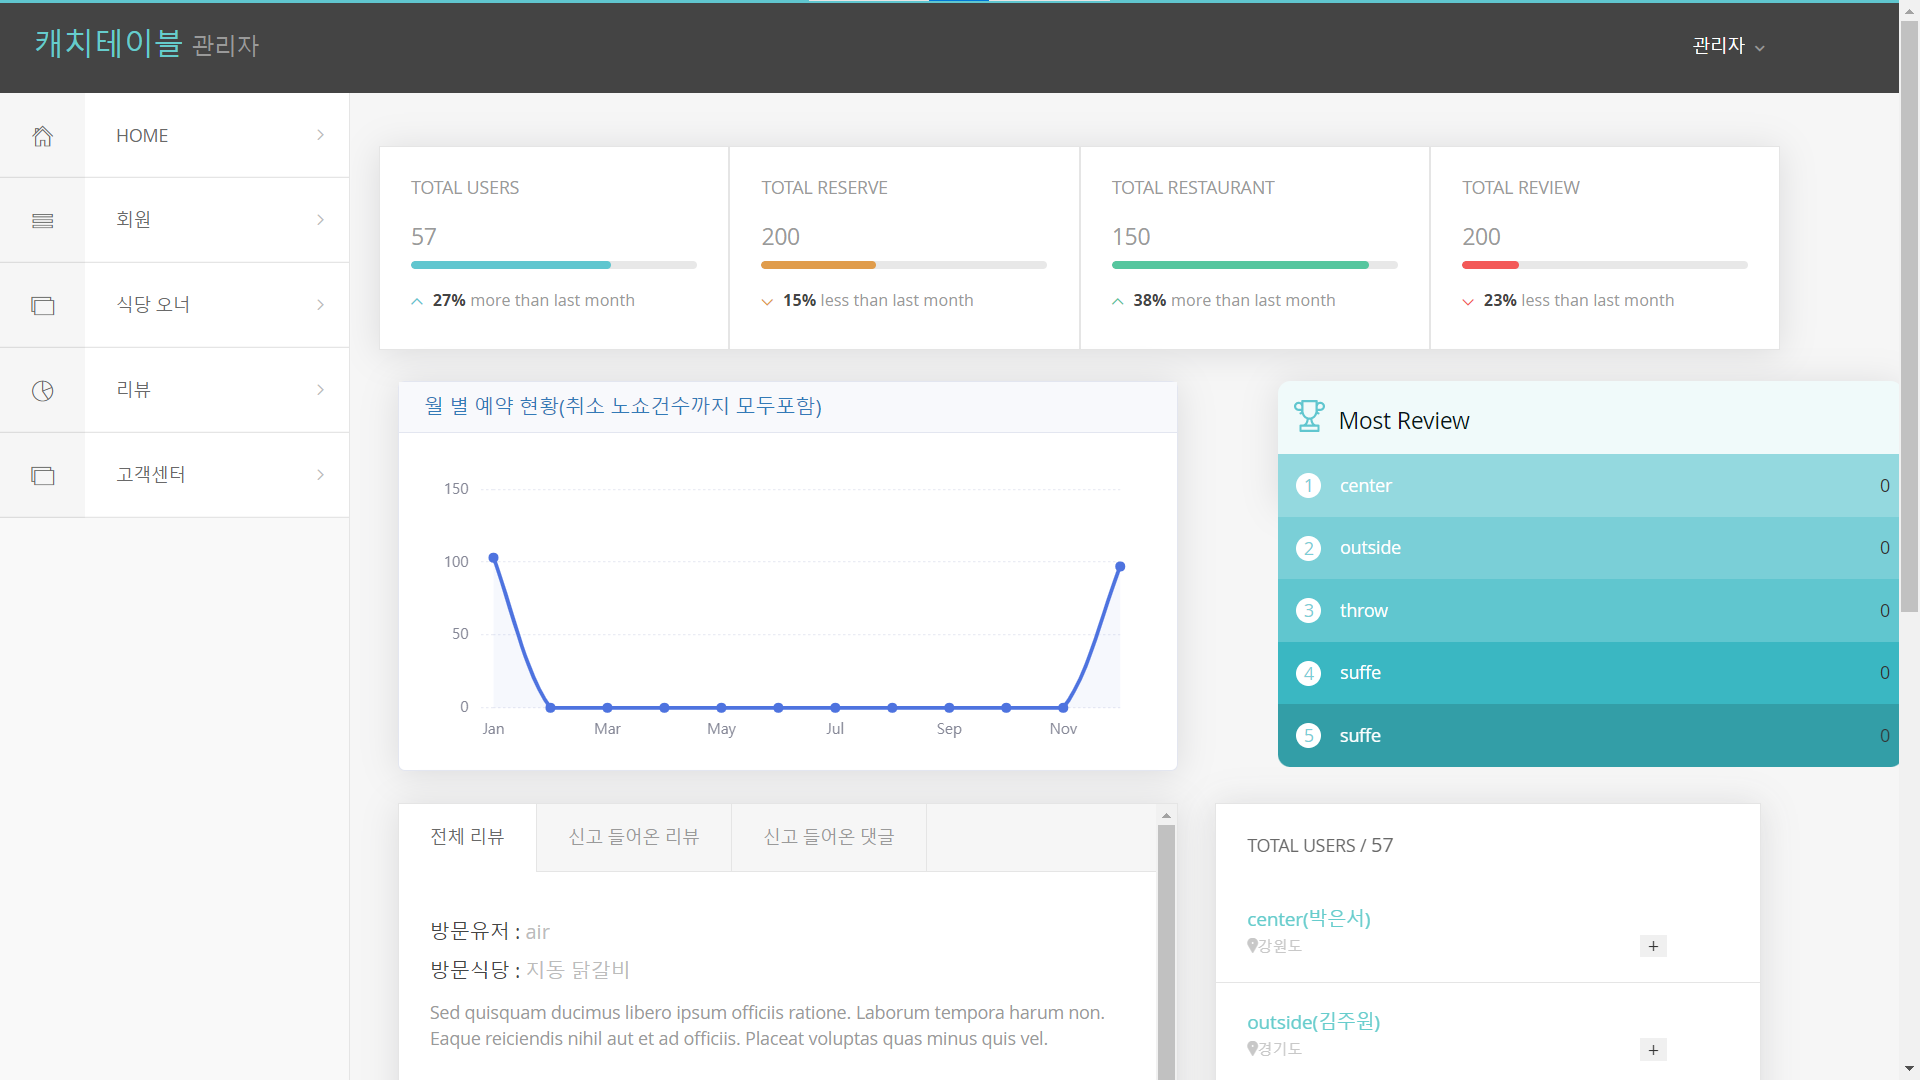 캐치테이블 관리자
관리자
HOME
회원
식당 오너
리뷰
고객센터
TOTAL USERS
57
27% more than last month
TOTAL RESERVE
200
15% less than last month
TOTAL RESTAURANT
150
38% more than last month
TOTAL REVIEW
200
23% less than last month
월 별 예약 현황(취소 노쇼건수까지 모두포함)
150
100
50
0
Jan Mar May Jul Sep Nov
Most Review
1 center 0
2 outside 0
3 throw 0
4 suffe 0
5 suffe 0
전체 리뷰 신고 들어온 리뷰 신고 들어온 댓글
방문유저 : air
방문식당 : 지동 닭갈비
Sed quisquam ducimus libero ipsum officiis ratione. Laborum tempora harum non.
Eaque reiciendis nihil aut et ad officiis. Placeat voluptas quas minus quis vel.
TOTAL USERS / 57
center(박은서)
강원도
+
outside(김주원)
경기도
+